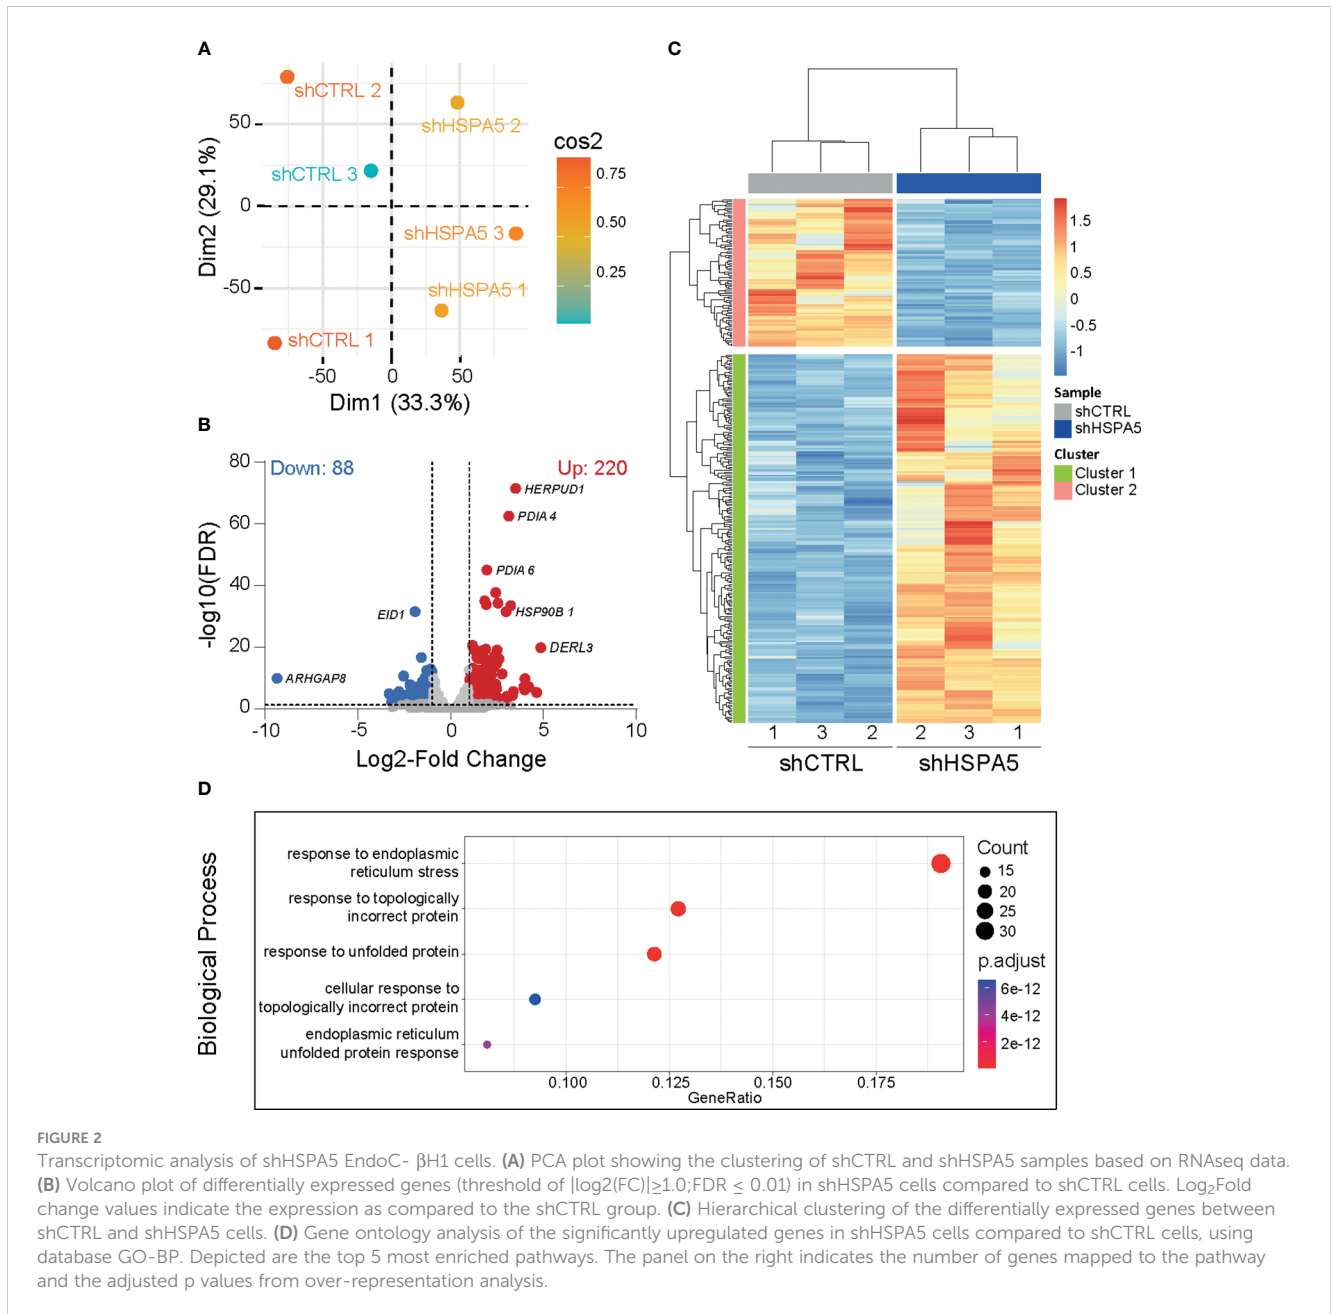 A
shCTRL 2
shHSPA5 2
shCTRL 3
shHSPA5 3
shHSPA5 1
shCTRL 1
50
0
-50
-50
0
50
Dim2 (29.1%)
Dim1 (33.3%)
cos2
0.75
0.50
0.25
B
Down: 88
Up: 220
80
60
40
20
0
-10
-5
0
5
10
-log10(FDR)
Log2-Fold Change
HERPUD1
PDIA4
PDIA6
EID1
HSP90B 1
DERL3
ARHGAP8
C
1.5
1
0.5
0
-0.5
-1
Sample
shCTRL
shHSPA5
Cluster
Cluster 1
Cluster 2
1 3 2 2 3 1
shCTRL shHSPA5
D
Biological Process
response to endoplasmic
reticulum stress
response to topologically
incorrect protein
response to unfolded protein
cellular response to
topologically incorrect protein
endoplasmic reticulum
unfolded protein response
0.100 0.125 0.150 0.175
GeneRatio
Count
15
20
25
30
p.adjust
6e-12
4e-12
2e-12
FIGURE 2
Transcriptomic analysis of shHSPA5 EndoC- βH1 cells. (A) PCA plot showing the clustering of shCTRL and shHSPA5 samples based on RNAseq data.
(B) Volcano plot of differentially expressed genes (threshold of |log2(FC)|≥1.0;FDR ≤ 0.01) in shHSPA5 cells compared to shCTRL cells. Log₂Fold
change values indicate the expression as compared to the shCTRL group. (C) Hierarchical clustering of the differentially expressed genes between
shCTRL and shHSPA5 cells. (D) Gene ontology analysis of the significantly upregulated genes in shHSPA5 cells compared to shCTRL cells, using
database GO-BP. Depicted are the top 5 most enriched pathways. The panel on the right indicates the number of genes mapped to the pathway
and the adjusted p values from over-representation analysis.